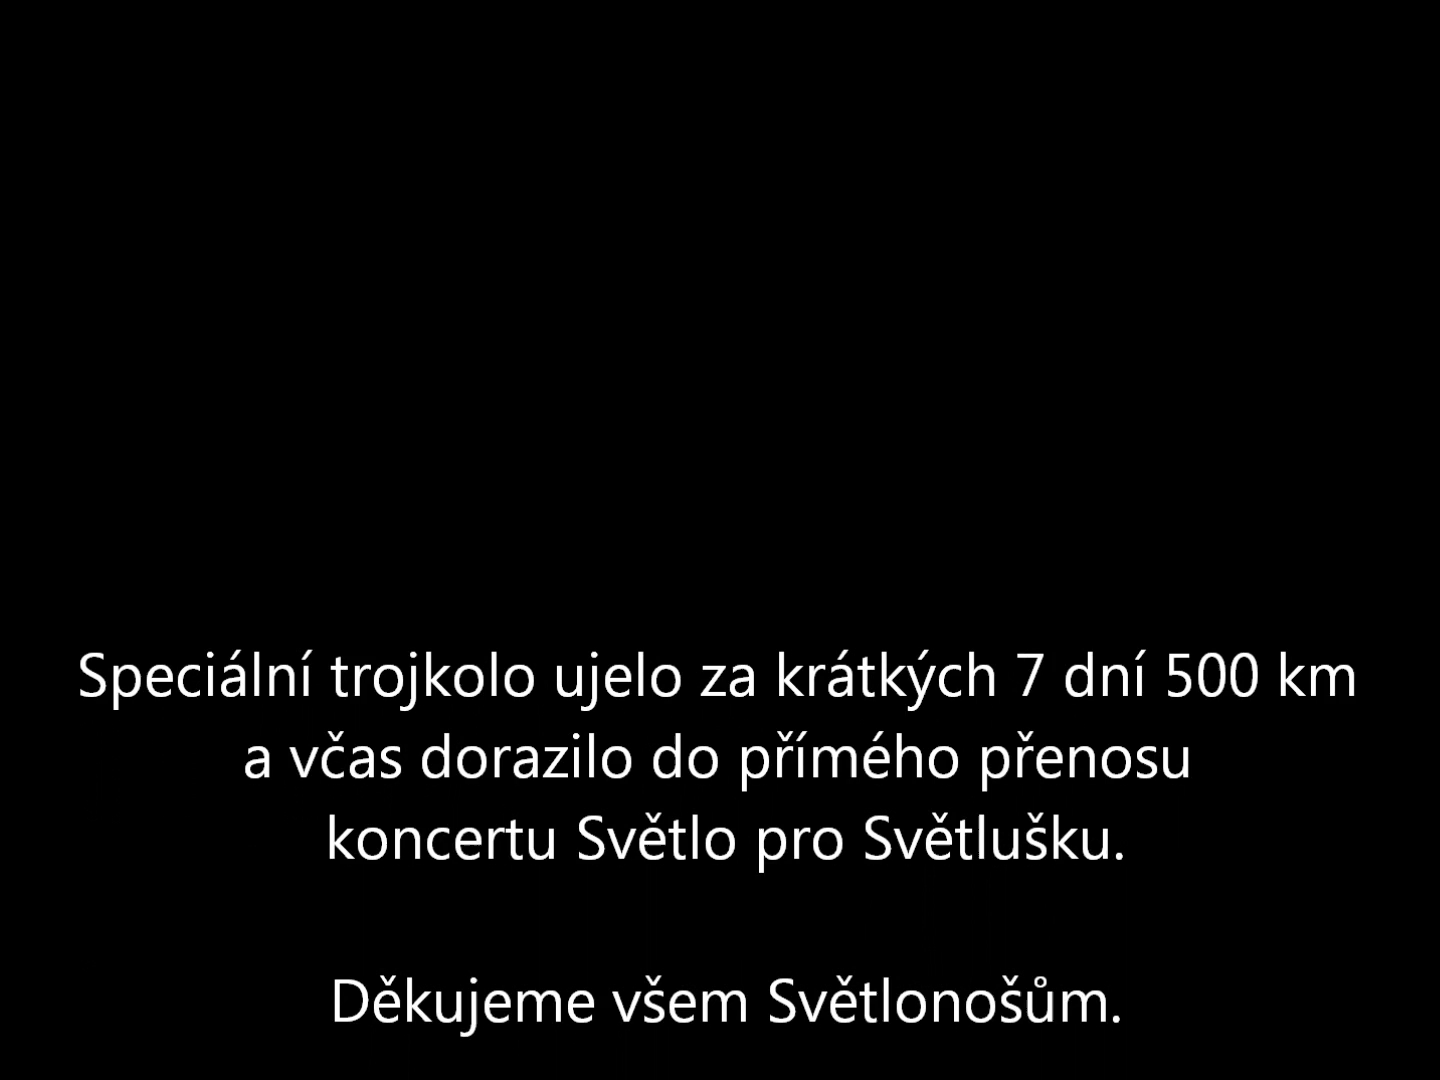 Speciální trojkolo ujelo za krátkých 7 dní 500 km
a včas dorazilo do přímého přenosu
koncertu Světlo pro Světlušku.
Děkujeme všem Světlonošům.